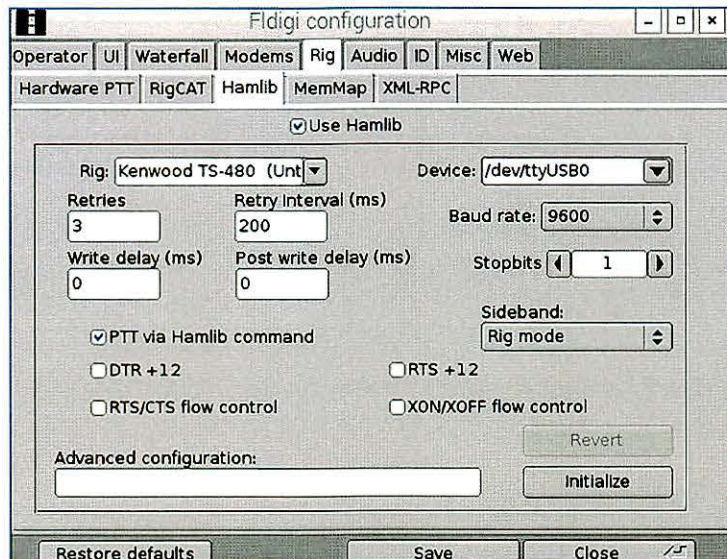 Fldigi configuration
Operator UI Waterfall Modems Rig Audio ID Misc Web
Hardware PTT RigCAT Hamlib MemMap XML-RPC
Use Hamlib
Rig: Kenwood TS-480 (Unt
Device: /dev/ttyUSB0
Retries
3
Retry Interval (ms)
200
Baud rate: 9600
Write delay (ms)
0
Post write delay (ms)
0
Stopbits 1
Sideband:
Rig mode
PTT via Hamlib command
DTR +12
RTS +12
RTS/CTS flow control
XON/XOFF flow control
Revert
Advanced configuration:
Initialize
Restore defaults Save Close